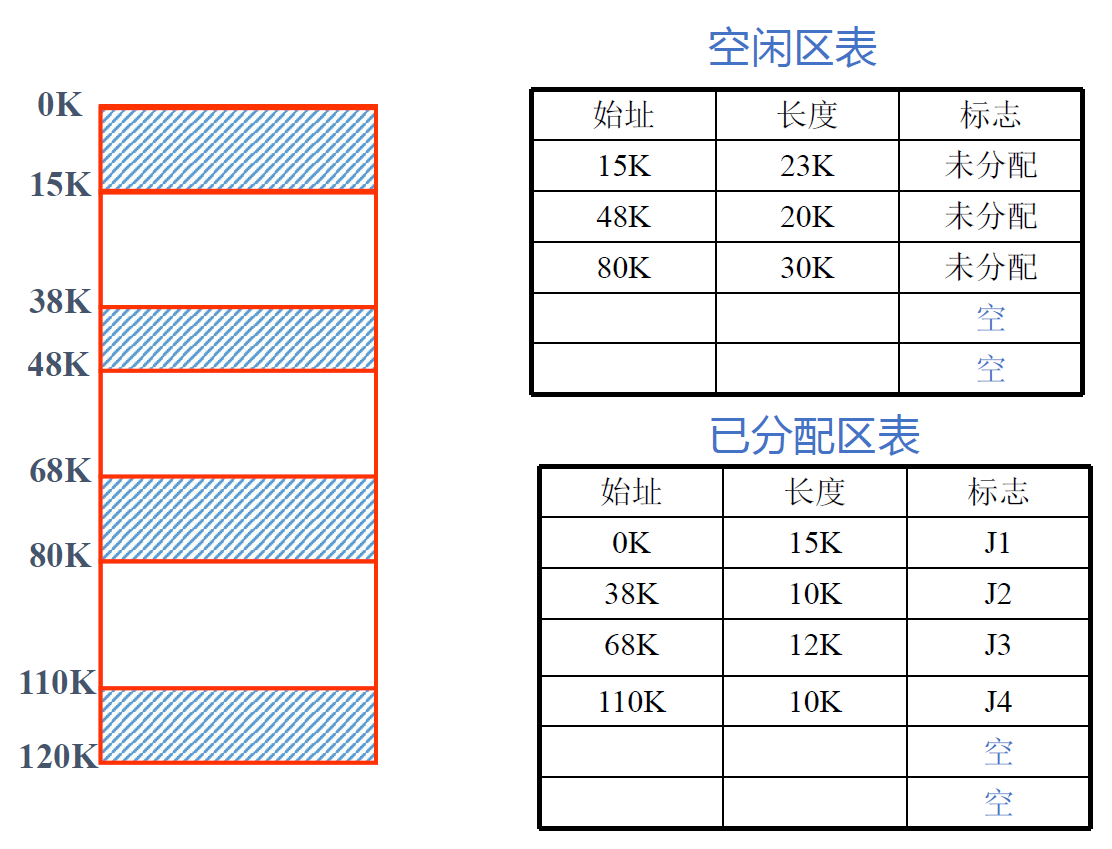 0K
15K
38K
48K
68K
80K
110K
120K
空闲区表
始址 长度 标志
15K 23K 未分配
48K 20K 未分配
80K 30K 未分配
空
空
已分配区表
始址 长度 标志
0K 15K J1
38K 10K J2
68K 12K J3
110K 10K J4
空
空